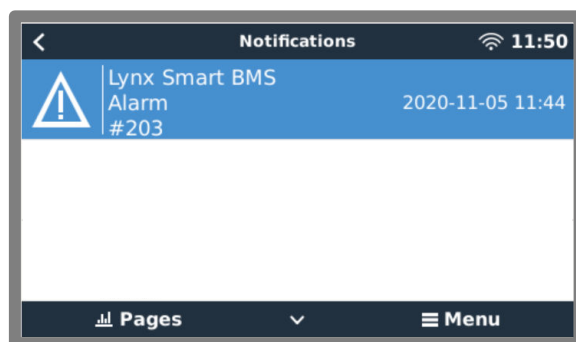 Notifications
11:50
Lynx Smart BMS
Alarm
2020-11-05 11:44
#203
Pages
Menu